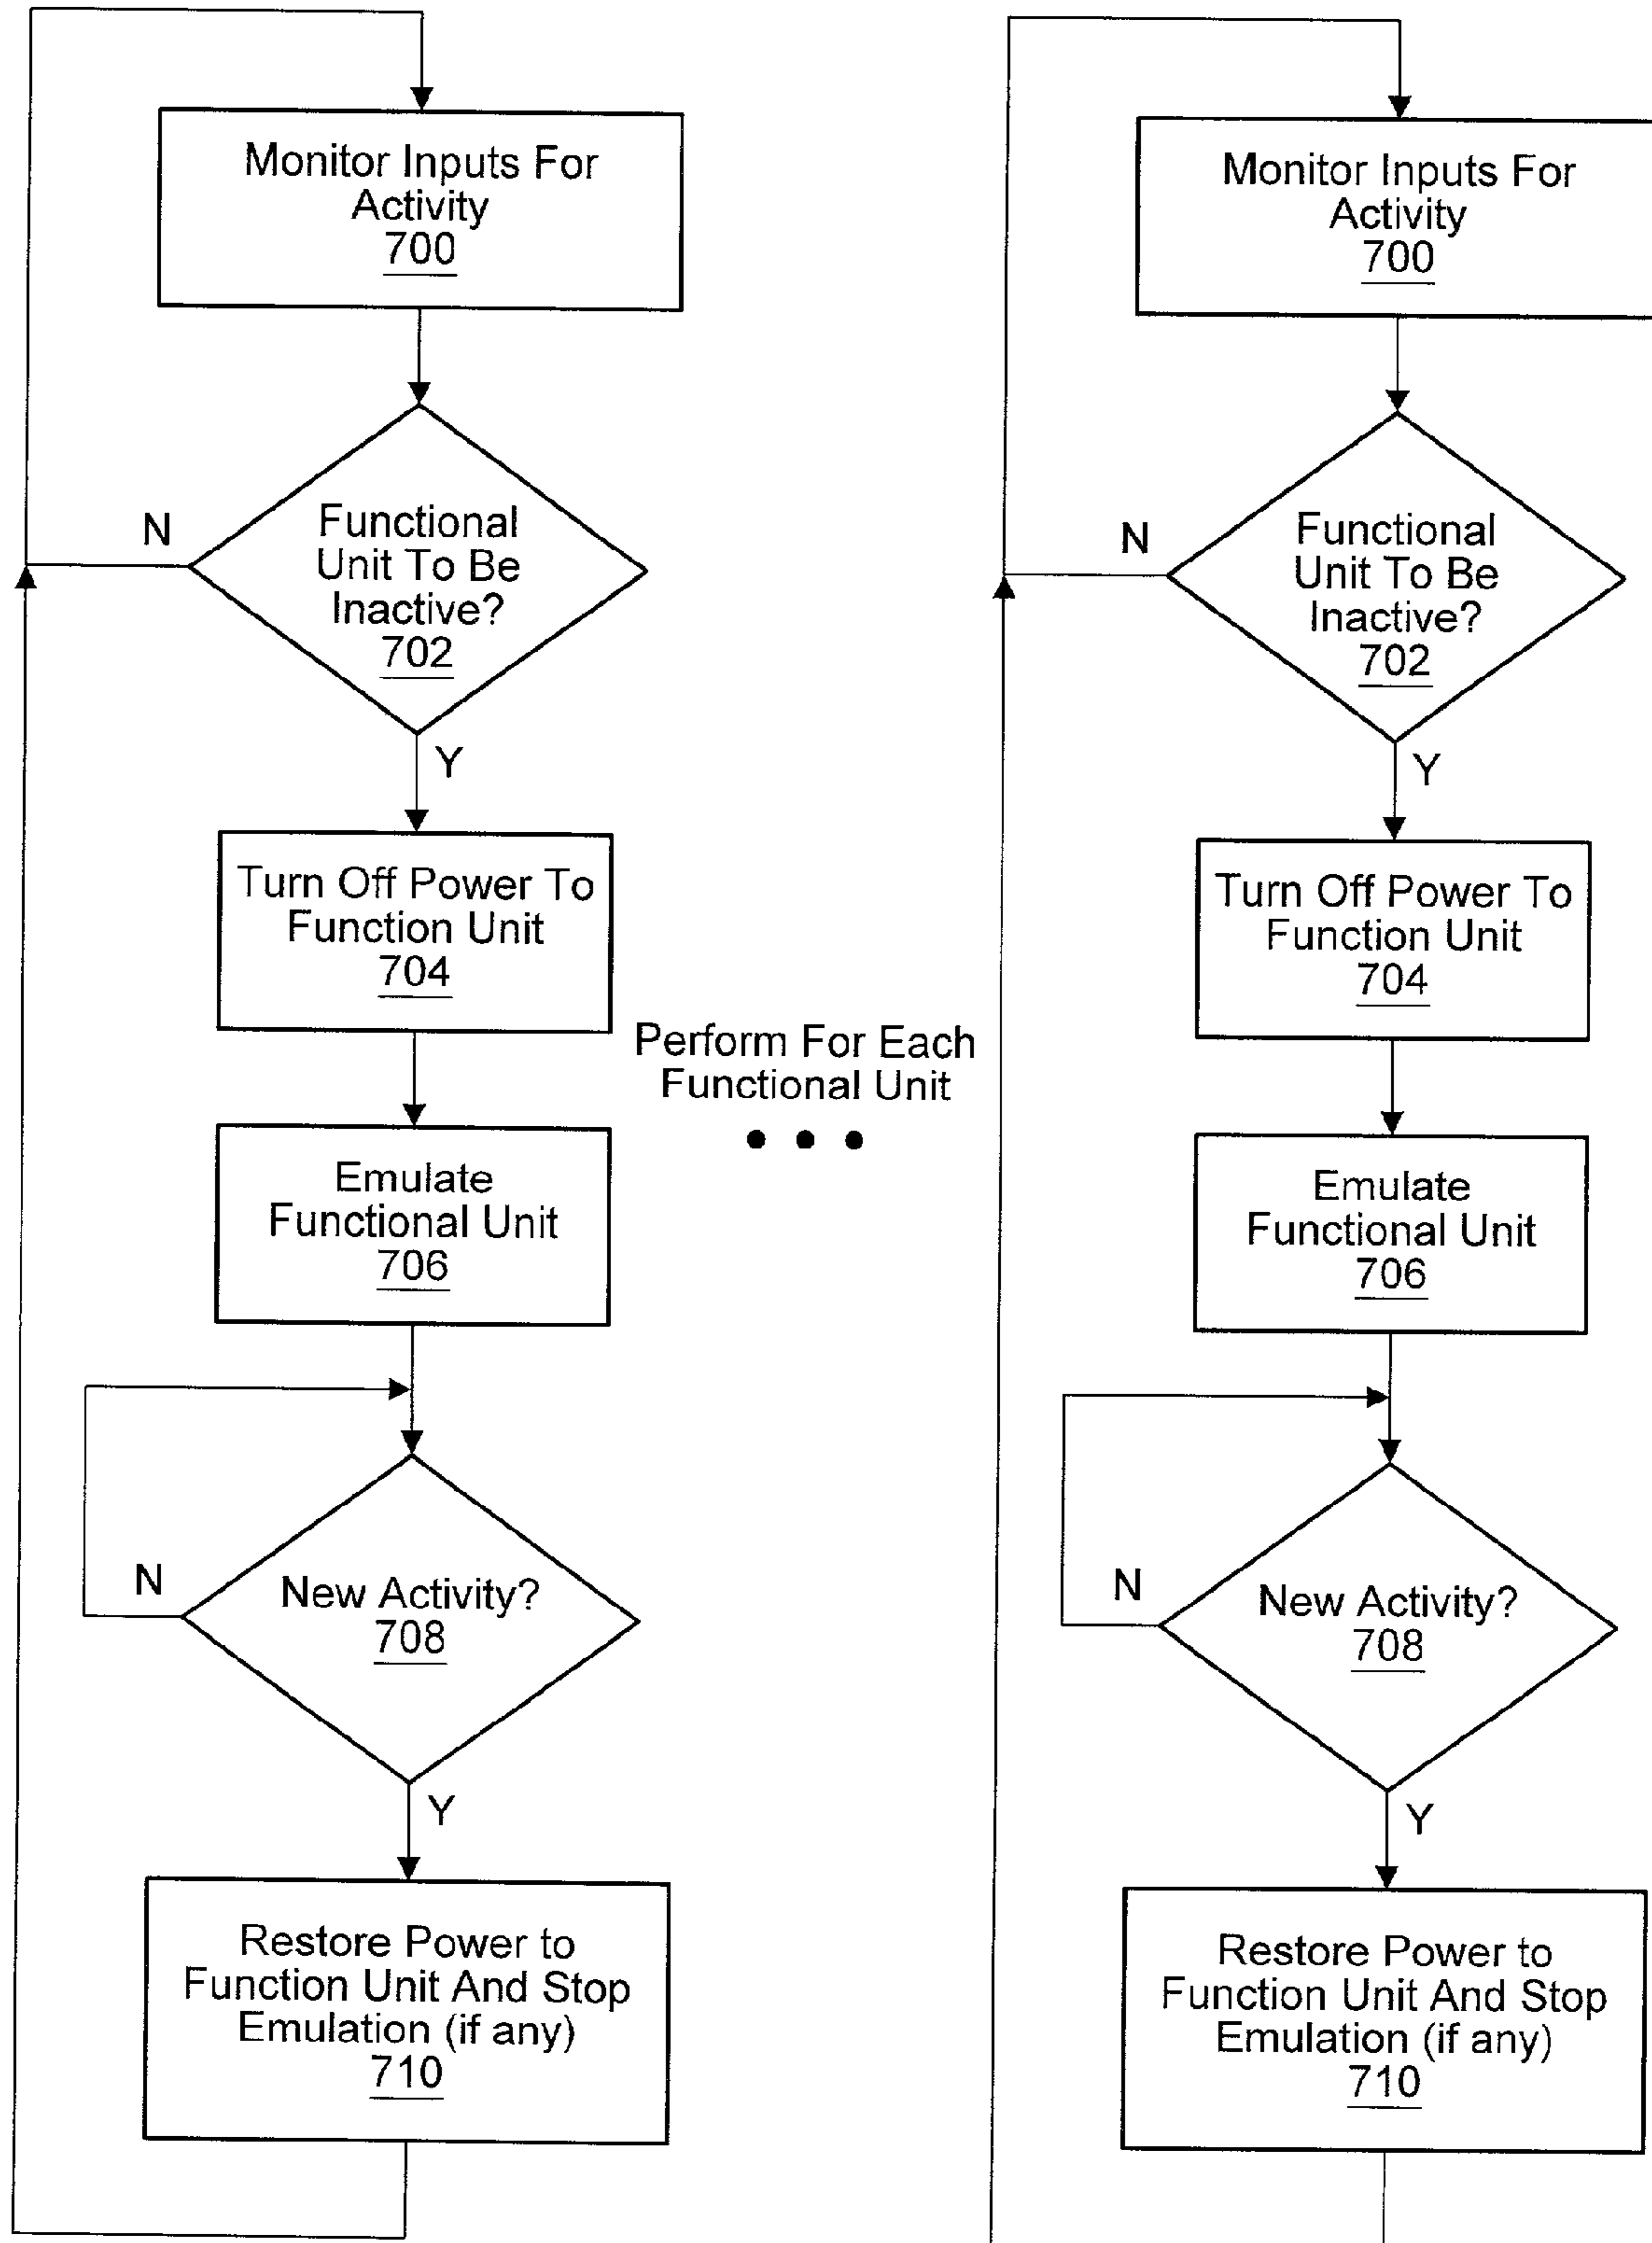 Monitor Inputs For
Activity
700
N
Functional
Unit To Be
Inactive?
702
Y
Turn Off Power To
Function Unit
704
Emulate
Functional Unit
706
N
New Activity?
708
Y
Restore Power to
Function Unit And Stop
Emulation (if any)
710
Perform For Each
Functional Unit
Monitor Inputs For
Activity
700
N
Functional
Unit To Be
Inactive?
702
Y
Turn Off Power To
Function Unit
704
Emulate
Functional Unit
706
N
New Activity?
708
Y
Restore Power to
Function Unit And Stop
Emulation (if any)
710